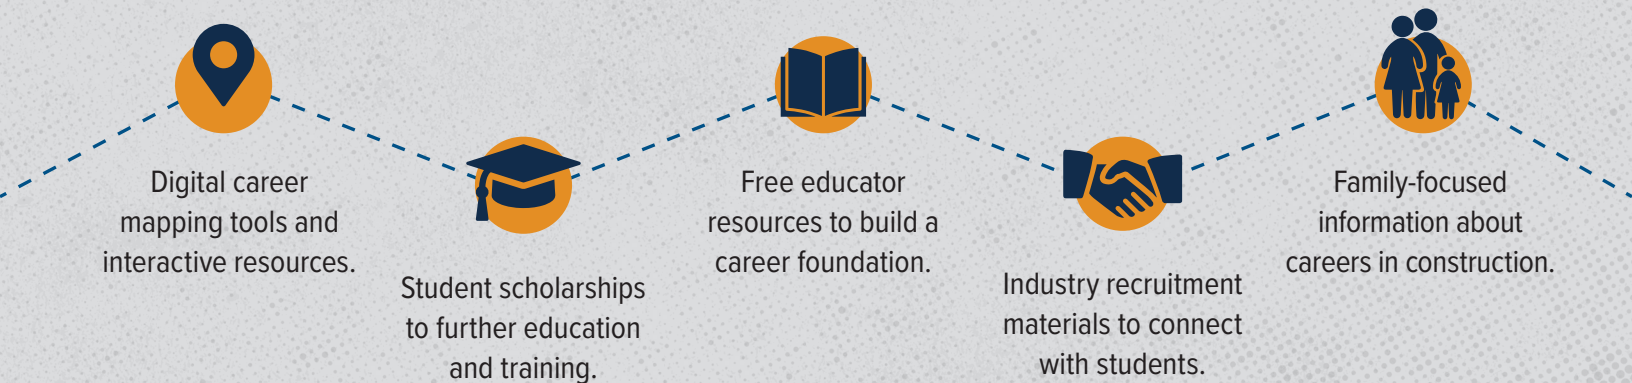 Digital career
mapping tools and
interactive resources.
Student scholarships
to further education
and training.
Free educator
resources to build a
career foundation.
Industry recruitment
materials to connect
with students.
Family-focused
information about
careers in construction.